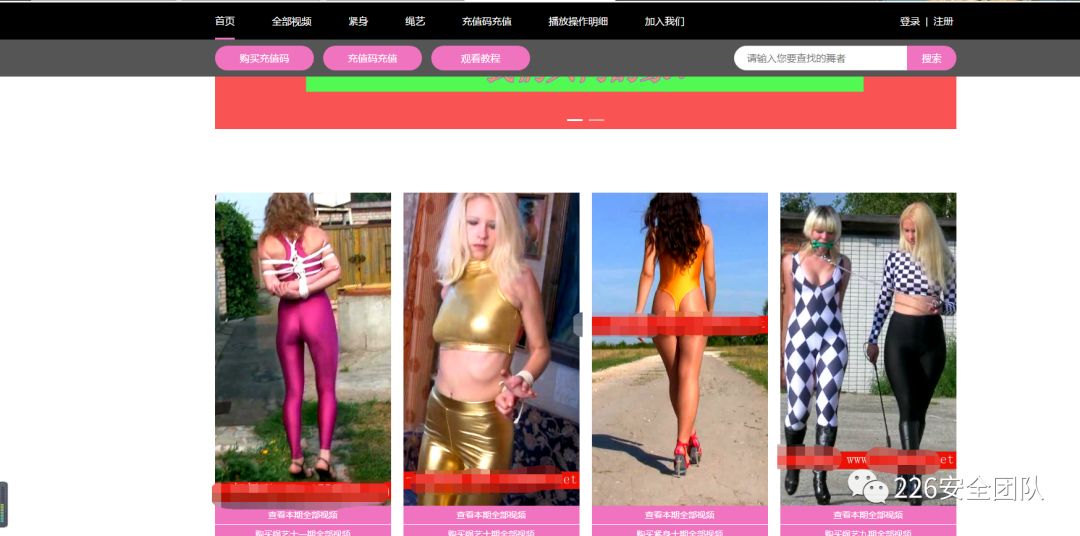 首页 全部视频 紧身 绳艺 充值码充值 播放操作明细 加入我们 登录 | 注册
购买充值码 充值码充值 观看教程 请输入您要查找的舞者 搜索
www
et
et
226安全团队
查看本期全部视频 查看本期全部视频 查看本期全部视频 查看本期全部视频
购买绳艺十一期全部视频 购买绳艺十期全部视频 购买紧身十期全部视频 购买绳艺九期全部视频